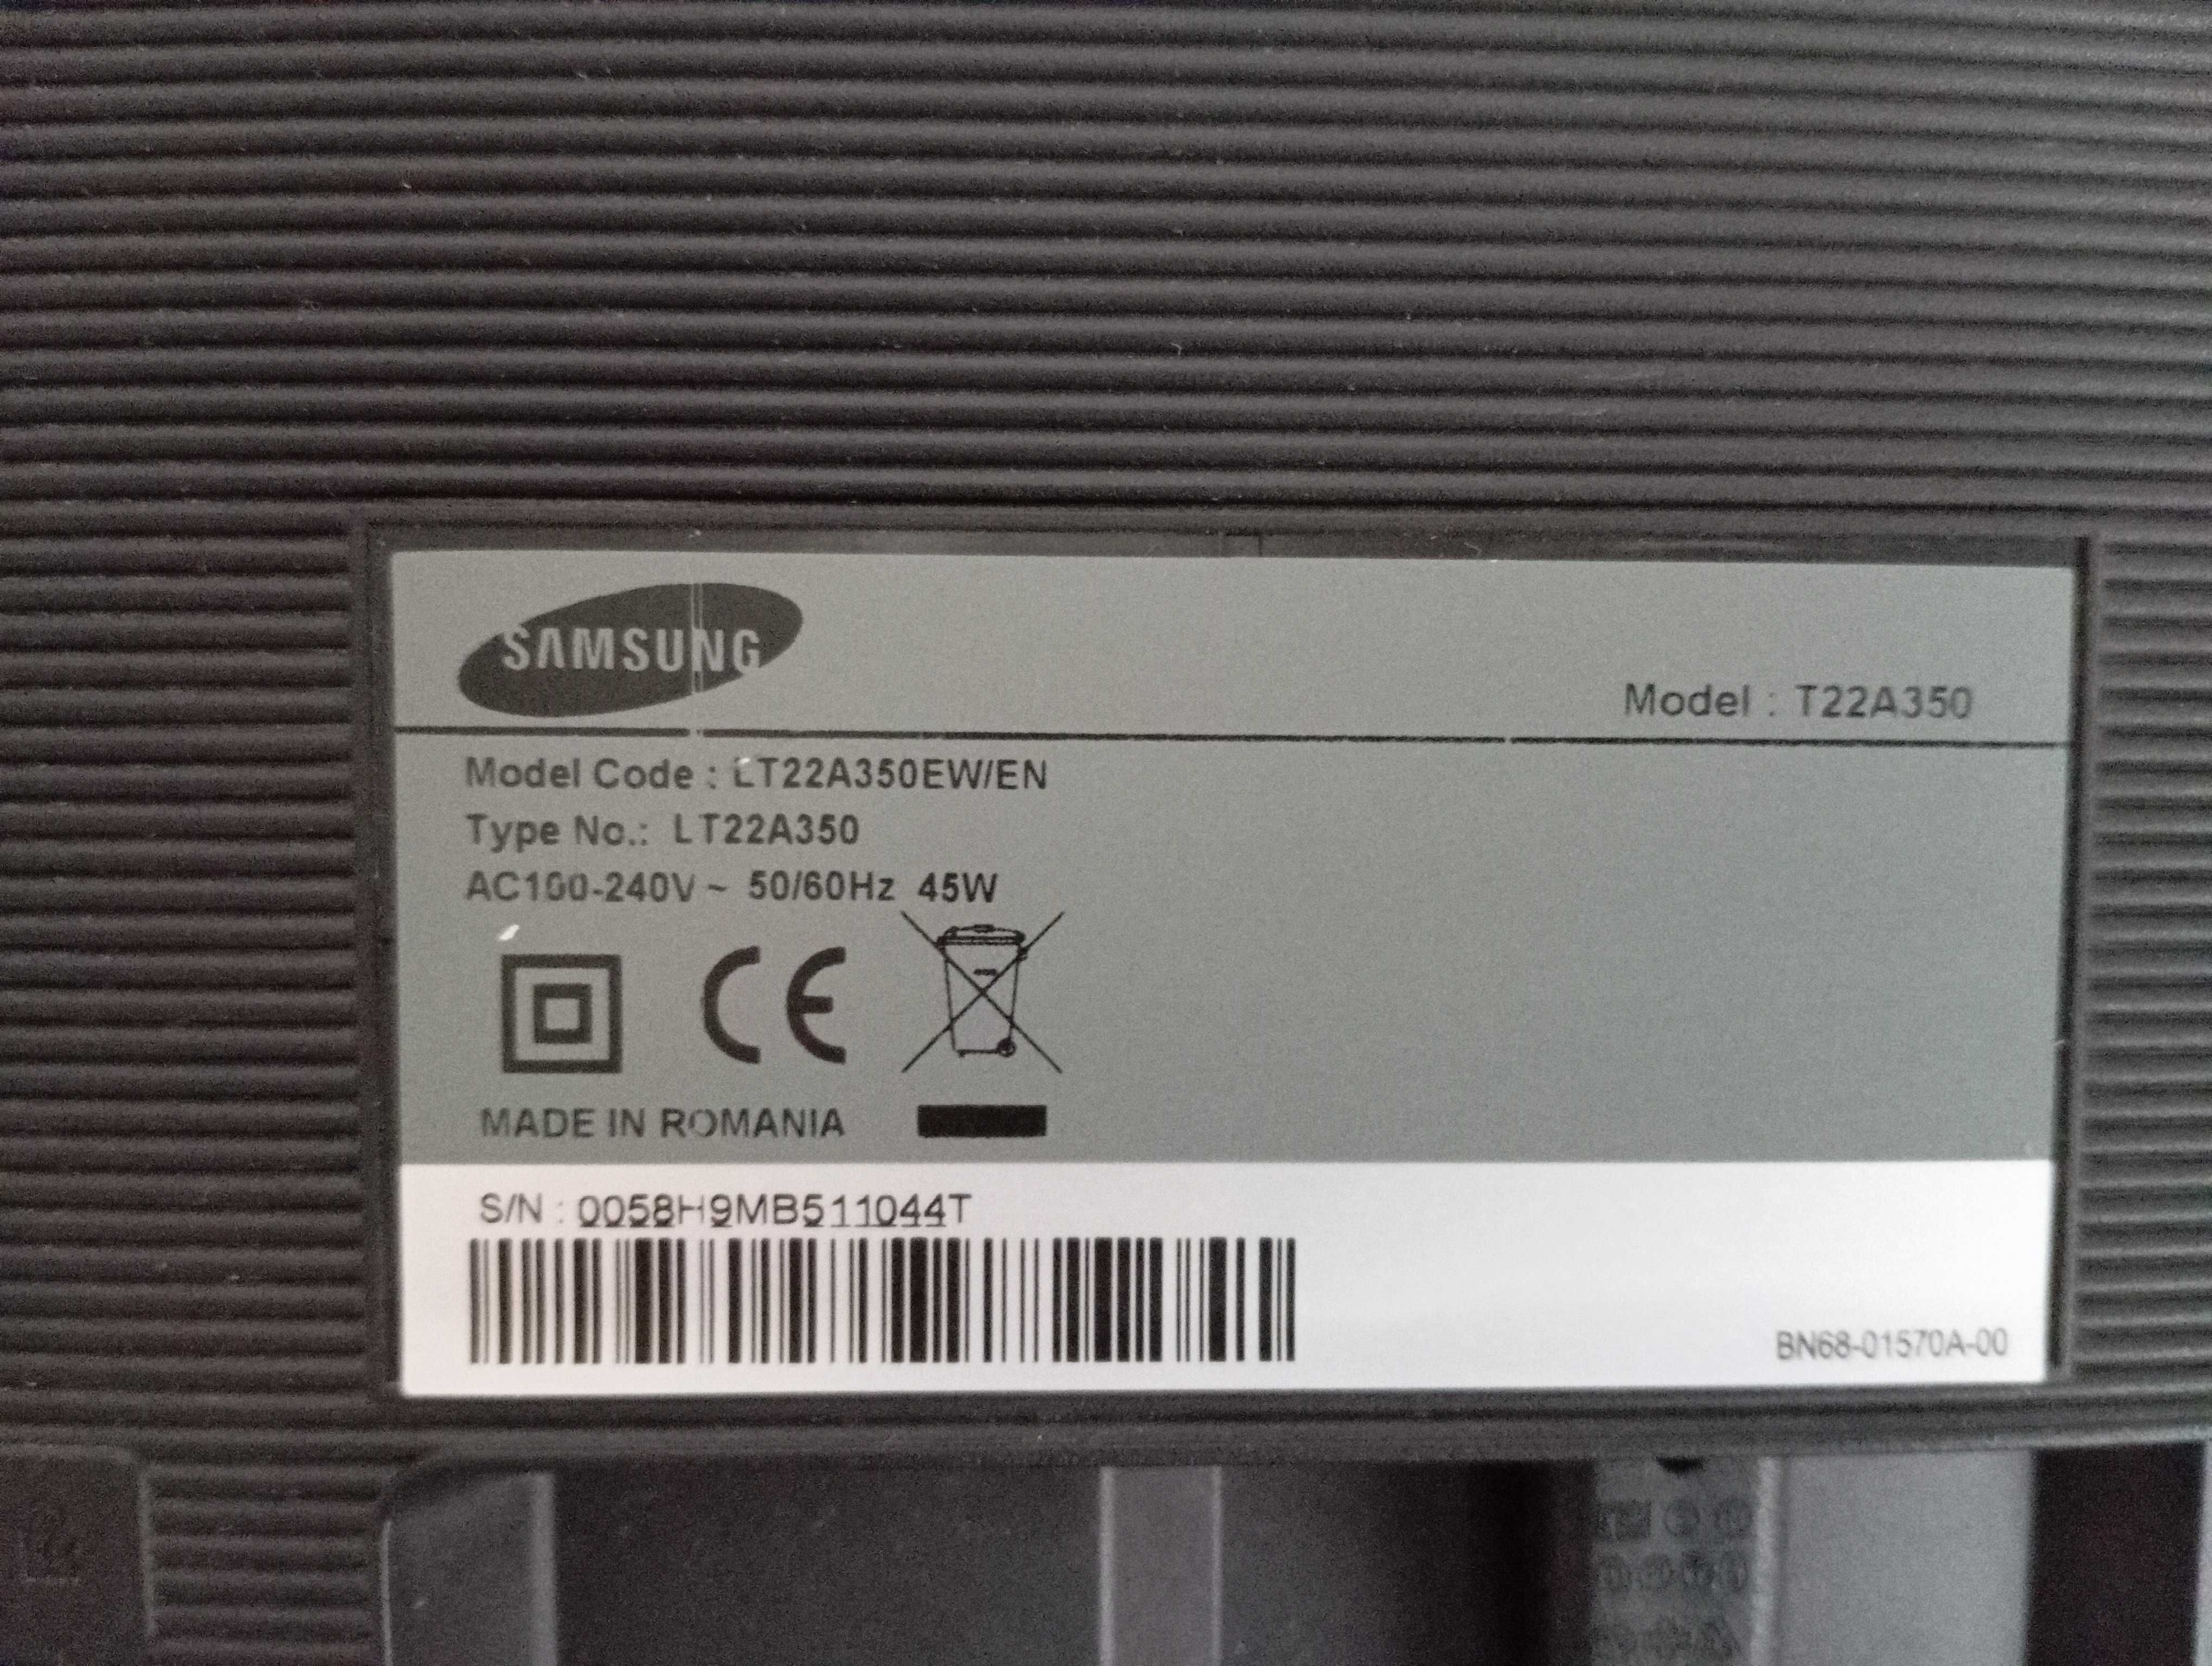 SAMSUNG
Model : T22A350
Model Code : LT22A350EW/EN
Type No.: LT22A350
AC100-240V ~ 50/60Hz 45W
CE
MADE IN ROMANIA
S/N : 0058H9MB511044T
BN68-01570A-00